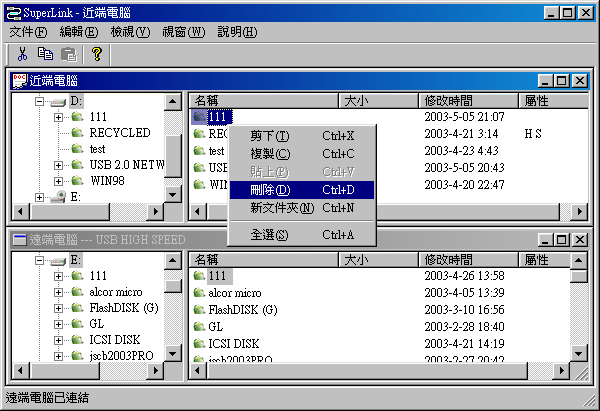 SuperLink - 近端電腦
文件(F) 編輯(E) 檢視(V) 視窗(W) 說明(H)
近端電腦
D:
111
RECYCLED
test
USB 2.0 NETW
WIN98
E:
名稱 大小 修改時間 屬性
111 2003-5-05 21:07
2003-4-21 3:14 H S
test 2003-4-23 4:43
2003-5-05 20:43
2003-4-20 22:47
剪下(T) Ctrl+X
複製(C) Ctrl+C
貼上(P) Ctrl+V
刪除(D) Ctrl+D
新文件夾(N) Ctrl+N
全選(S) Ctrl+A
遠端電腦 --- USB HIGH SPEED
E:
111
alcor micro
FlashDISK (G)
GL
ICSI DISK
jscb2003PRO
名稱 大小 修改時間 屬性
111 2003-4-26 13:58
alcor micro 2003-4-05 13:39
FlashDISK (G) 2003-3-10 16:56
GL 2003-2-28 18:40
ICSI DISK 2003-4-21 14:19
jscb2003PRO 2003-2-27 20:42
遠端電腦已連結